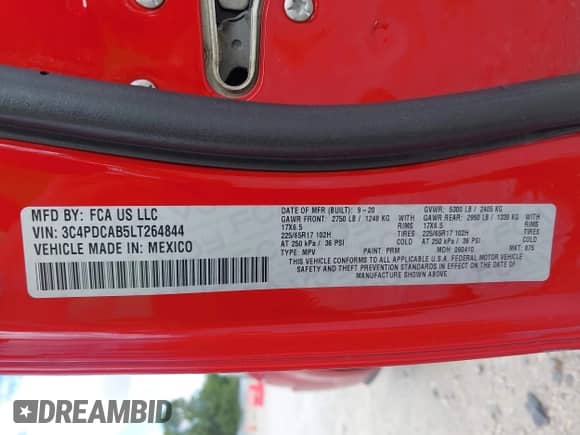 MFD BY: FCA US LLC
VIN: 3C4PDCAB5LT264844
VEHICLE MADE IN: MEXICO
DATE OF MFR (BUILT): 9-20
GAWR FRONT: 2750 LB / 1248 KG
17X6.5
225/65R17 102H
AT 250 kPa / 36 PSI
TYPE: MPV
RIMS
TIRES
COLD
PAINT: PRM
GVWR: 5300 LB / 2405 KG
GAWR REAR: 2950 LB / 1339 KG
17X6.5
225/65R17 102H
AT 250 kPa / 36 PSI
RIMS
TIRES
COLD
MDH: 090410
MKT: 075
THIS VEHICLE CONFORMS TO ALL APPLICABLE U.S.A. FEDERAL MOTOR VEHICLE
SAFETY AND THEFT PREVENTION STANDARDS IN EFFECT ON THE DATE OF
MANUFACTURE SHOWN ABOVE.
DREAMBID